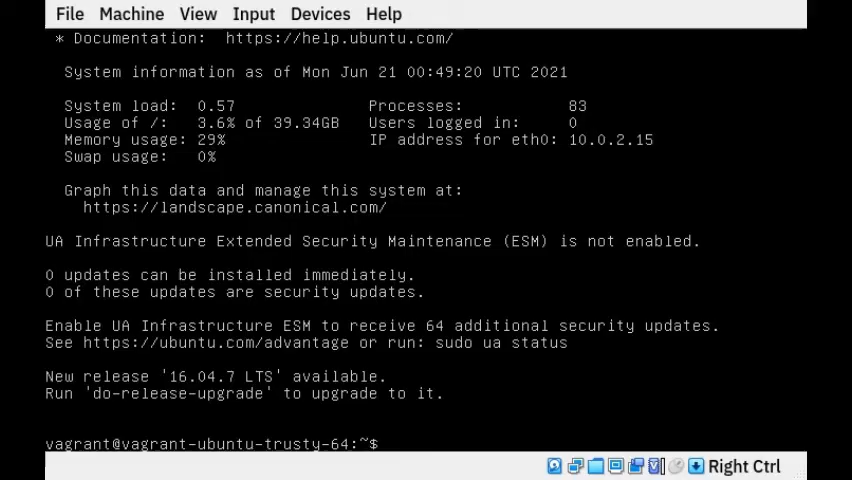 File Machine View Input Devices Help
* Documentation: https://help.ubuntu.com/
System information as of Mon Jun 21 00:49:20 UTC 2021
System load: 0.57 Processes: 83
Usage of /: 3.6% of 39.34GB Users logged in: 0
Memory usage: 29% IP address for eth0: 10.0.2.15
Swap usage: 0%
Graph this data and manage this system at:
https://landscape.canonical.com/
UA Infrastructure Extended Security Maintenance (ESM) is not enabled.
0 updates can be installed immediately.
0 of these updates are security updates.
Enable UA Infrastructure ESM to receive 64 additional security updates.
See https://ubuntu.com/advantage or run: sudo ua status
New release '16.04.7 LTS' available.
Run 'do-release-upgrade' to upgrade to it.
vagrant@vagrant-ubuntu-trusty-64:~$
Right Ctrl